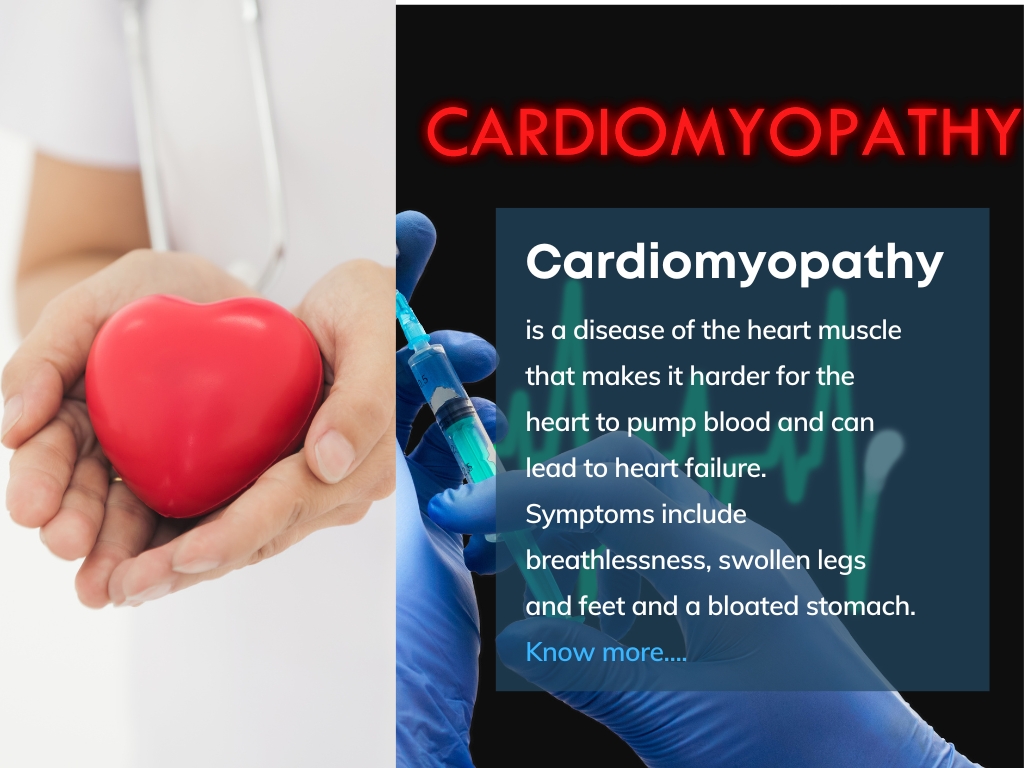 CARDIOMYOPATHY
Cardiomyopathy
is a disease of the heart muscle
that makes it harder for the
heart to pump blood and can
lead to heart failure.
Symptoms include
breathlessness, swollen legs
and feet and a bloated stomach.
Know more....